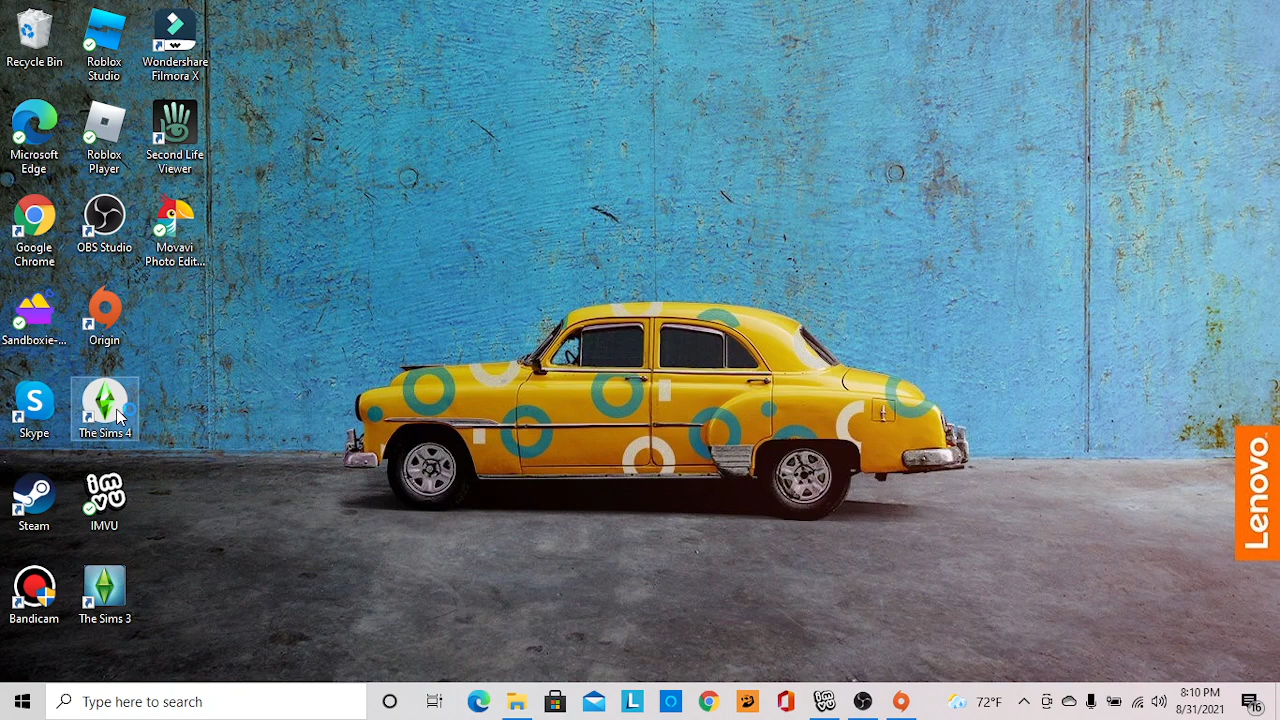 Recycle Bin
Roblox
Studio
Wondershare
Filmora X
Microsoft
Edge
Roblox
Player
Second Life
Viewer
Google
Chrome
OBS Studio
Movavi
Photo Edit...
Sandboxie-...
Origin
Skype
The Sims 4
Steam
IMVU
Bandicam
The Sims 3
Lenovo
Type here to search
72°F
8:10 PM
8/31/2021
16